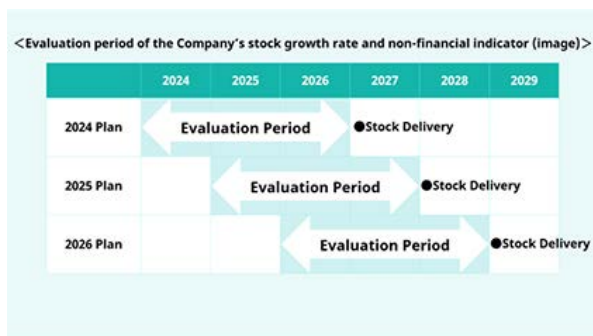 <Evaluation period of the Company's stock growth rate and non-financial indicator (image)>
2024 2025 2026 2027 2028 2029
2024 Plan Evaluation Period ●Stock Delivery
2025 Plan Evaluation Period ●Stock Delivery
2026 Plan Evaluation Period ●Stock Delivery